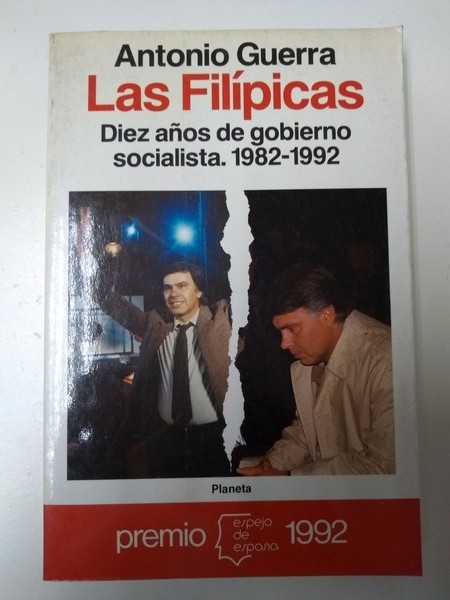 Antonio Guerra
Las Filípicas
Diez años de gobierno
socialista. 1982-1992
Planeta
premio espejo de españa 1992